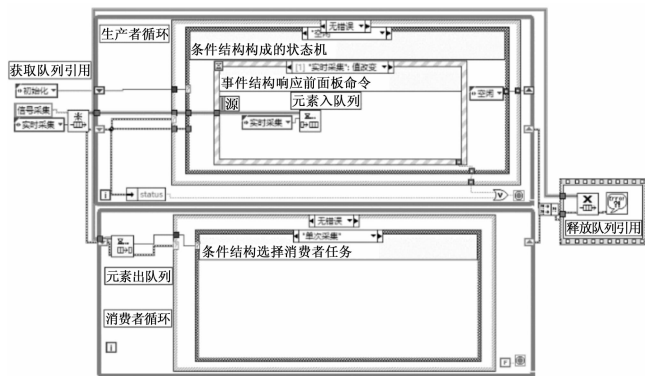 无错误
生产者循环
"空闲"
条件结构构成的状态机
获取队列引用
[1] "实时采集": 值改变
事件结构响应前面板命令
初始化
源
元素入队列
空闲
信号采集
实时采集
实时采集
i
status
V
无错误
"单次采集"
条件结构选择消费者任务
释放队列引用
元素出队列
消费者循环
i
F